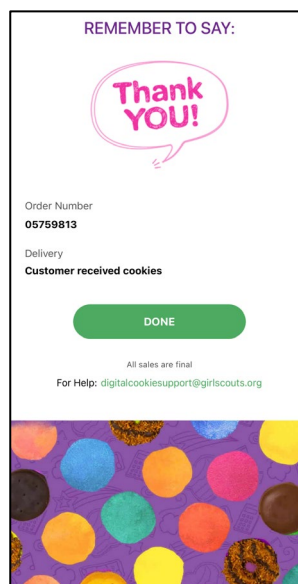 REMEMBER TO SAY:
Thank
YOU!
Order Number
05759813
Delivery
Customer received cookies
DONE
All sales are final
For Help: digitalcookiesupport@girlscouts.org